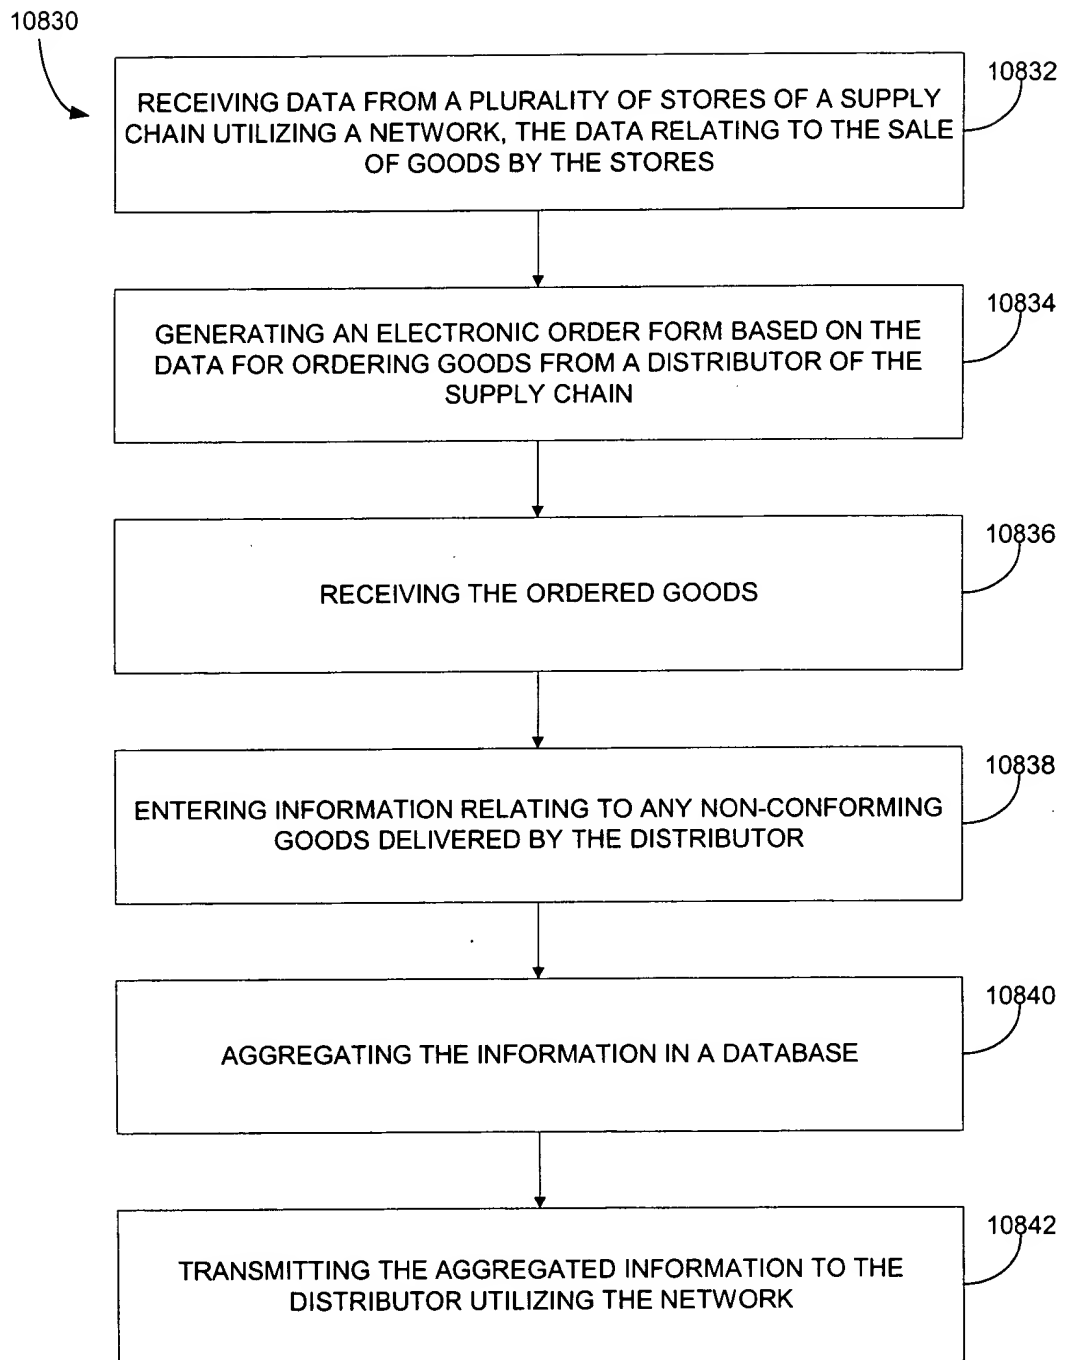 10830
10832
RECEIVING DATA FROM A PLURALITY OF STORES OF A SUPPLY
CHAIN UTILIZING A NETWORK, THE DATA RELATING TO THE SALE
OF GOODS BY THE STORES
10834
GENERATING AN ELECTRONIC ORDER FORM BASED ON THE
DATA FOR ORDERING GOODS FROM A DISTRIBUTOR OF THE
SUPPLY CHAIN
10836
RECEIVING THE ORDERED GOODS
10838
ENTERING INFORMATION RELATING TO ANY NON-CONFORMING
GOODS DELIVERED BY THE DISTRIBUTOR
10840
AGGREGATING THE INFORMATION IN A DATABASE
10842
TRANSMITTING THE AGGREGATED INFORMATION TO THE
DISTRIBUTOR UTILIZING THE NETWORK